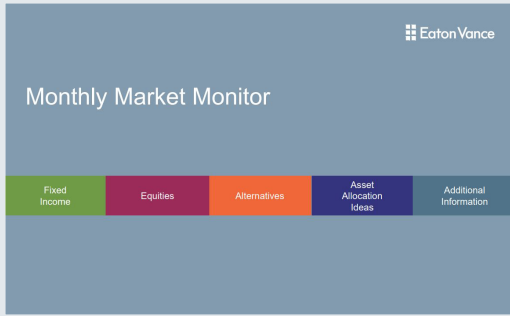 Eaton Vance
Monthly Market Monitor
Fixed
Income
Equities
Alternatives
Asset
Allocation
Ideas
Additional
Information